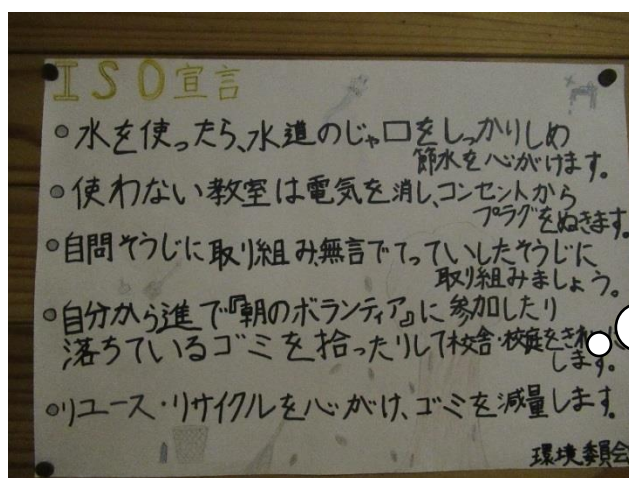 ISO宣言
●水を使ったら、水道のじゃ口をしっかりしめ
節水を心がけます。
●使わない教室は電気を消し、コンセントから
プラグをぬきます。
●自問そうじに取り組み、無言でてっていしたそうじに
取り組みましょう。
●自分から進で『朝のボランティア』に参加したり
落ちているゴミを拾ったりして校舎・校庭をきれいに
します。
●リユース・リサイクルを心がけ、ゴミを減量します。
環境委員会